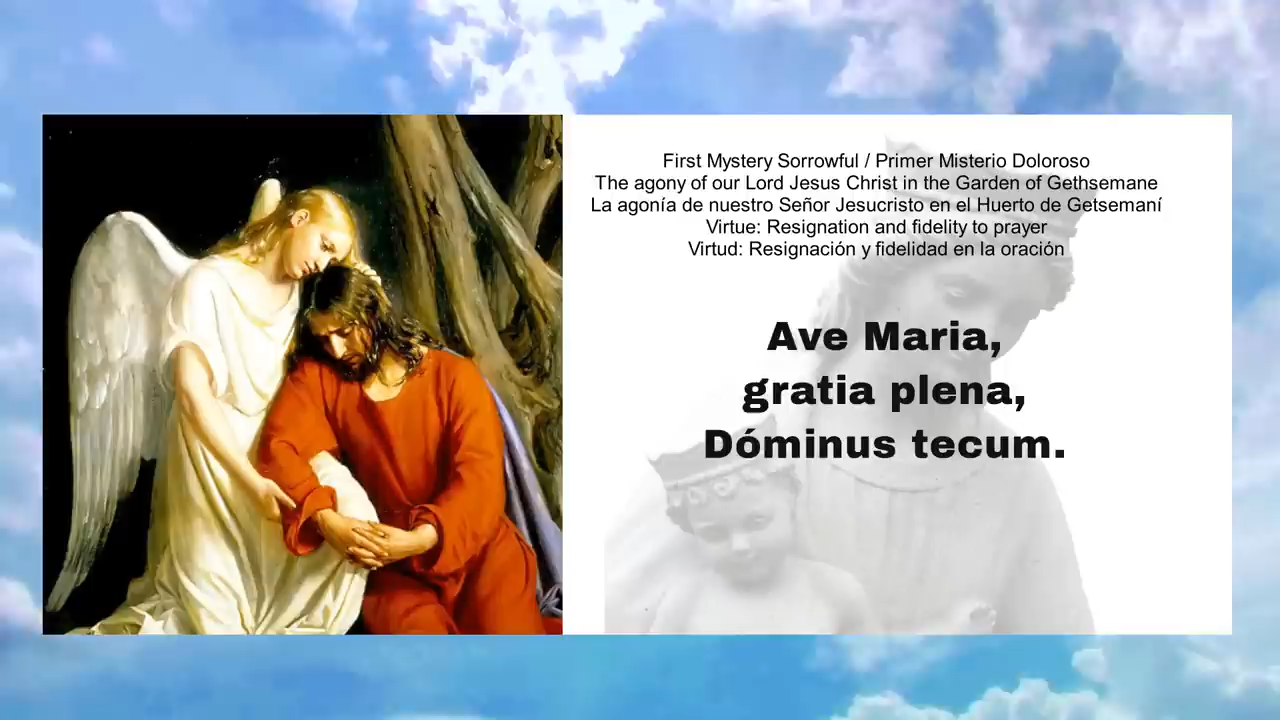 First Mystery Sorrowful / Primer Misterio Doloroso
The agony of our Lord Jesus Christ in the Garden of Gethsemane
La agonía de nuestro Señor Jesucristo en el Huerto de Getsemaní
Virtue: Resignation and fidelity to prayer
Virtud: Resignación y fidelidad en la oración
Ave Maria,
gratia plena,
Dóminus tecum.